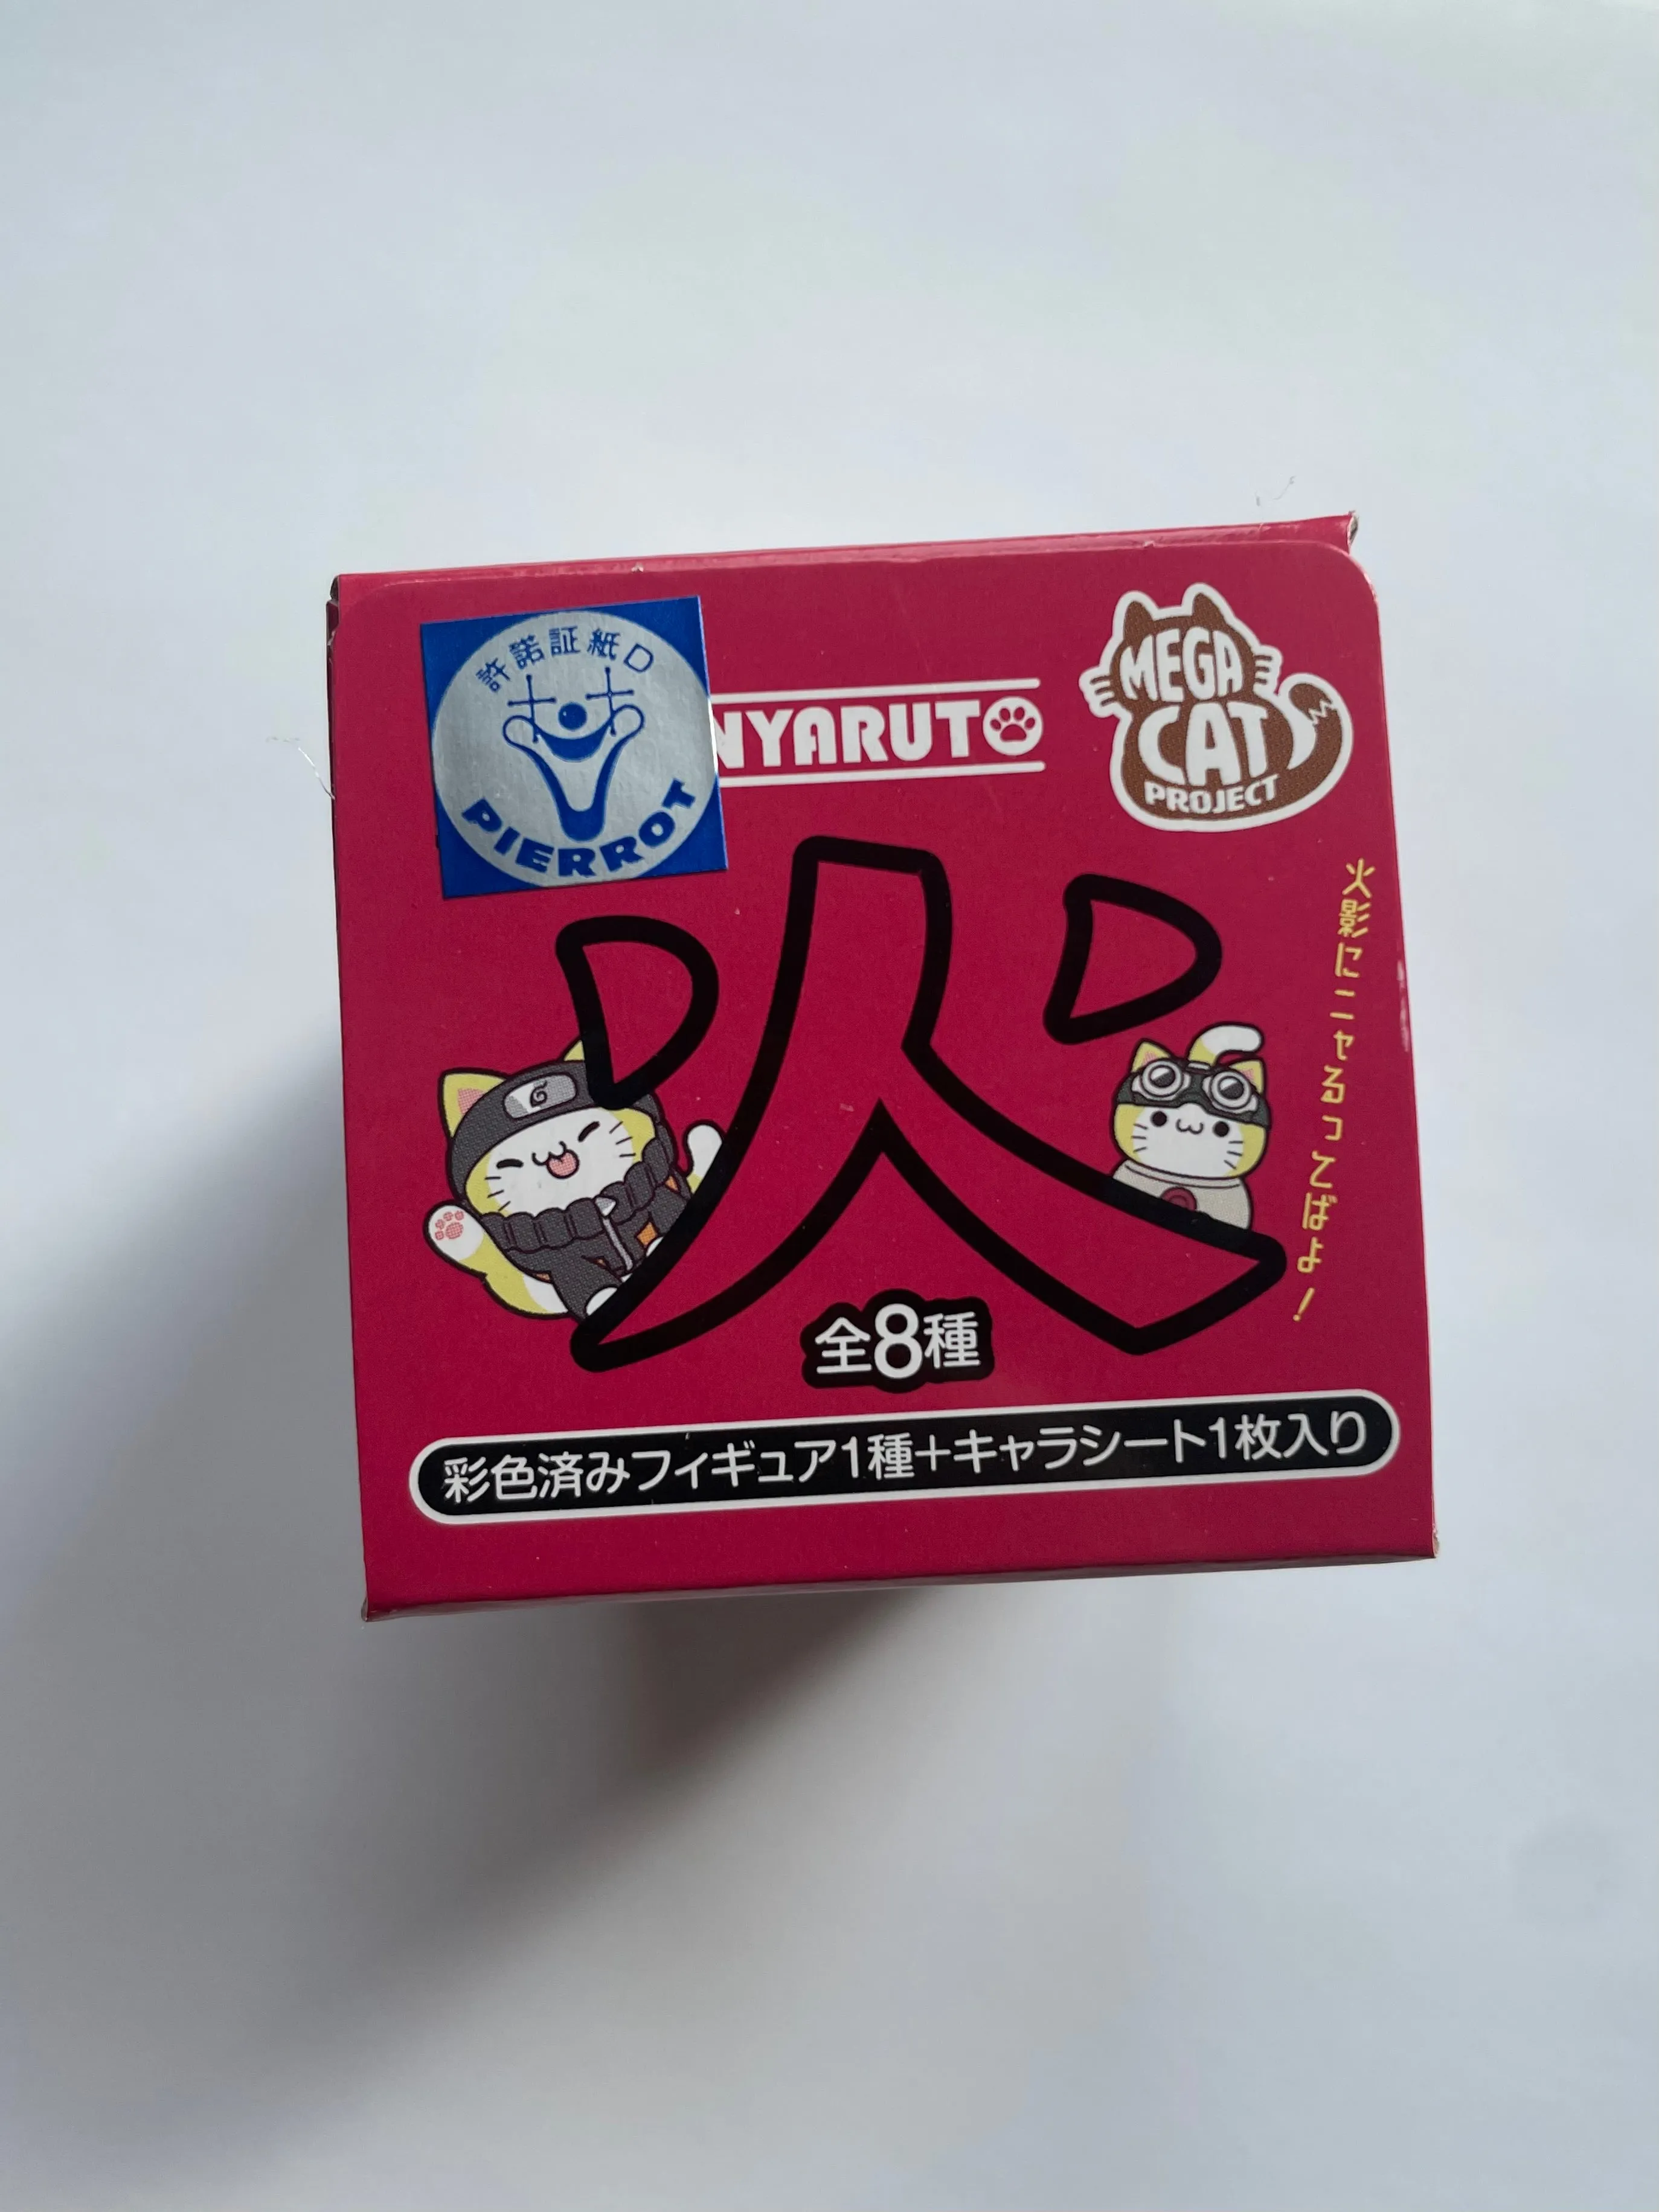 許諾証紙D
PIERROT
NYARUTO
MEGA
CAT
PROJECT
火
火影にニャるってばよ！
全8種
彩色済みフィギュア1種+キャラシート1枚入り